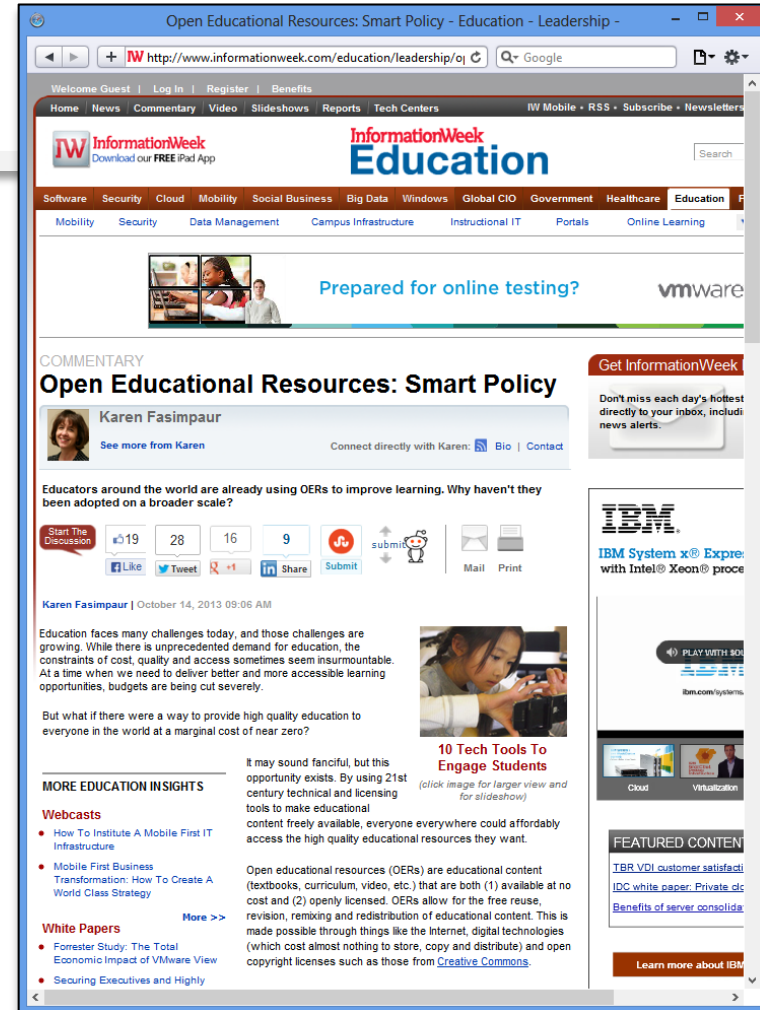 Open Educational Resources: Smart Policy - Education - Leadership -
http://www.informationweek.com/education/leadership/o
Google
Welcome Guest | Log In | Register | Benefits
Home News Commentary Video Slideshows Reports Tech Centers IW Mobile • RSS • Subscribe • Newsletters
IW InformationWeek
Download our FREE iPad App
InformationWeek
Education
Search
Software Security Cloud Mobility Social Business Big Data Windows Global CIO Government Healthcare Education
Mobility Security Data Management Campus Infrastructure Instructional IT Portals Online Learning
Prepared for online testing?
vmware
COMMENTARY
Open Educational Resources: Smart Policy
Karen Fasimpaur
See more from Karen
Connect directly with Karen: Bio | Contact
Educators around the world are already using OERs to improve learning. Why haven't they
been adopted on a broader scale?
Start The
Discussion
19 28 16 9 submit
Like Tweet +1 in Share Submit Mail Print
Karen Fasimpaur | October 14, 2013 09:06 AM
Education faces many challenges today, and those challenges are
growing. While there is unprecedented demand for education, the
constraints of cost, quality and access sometimes seem insurmountable.
At a time when we need to deliver better and more accessible learning
opportunities, budgets are being cut severely.
But what if there were a way to provide high quality education to
everyone in the world at a marginal cost of near zero?
10 Tech Tools To
Engage Students
(click image for larger view and
for slideshow)
It may sound fanciful, but this
opportunity exists. By using 21st
century technical and licensing
tools to make educational
content freely available, everyone everywhere could affordably
access the high quality educational resources they want.
Open educational resources (OERs) are educational content
(textbooks, curriculum, video, etc.) that are both (1) available at no
cost and (2) openly licensed. OERs allow for the free reuse,
revision, remixing and redistribution of educational content. This is
made possible through things like the Internet, digital technologies
(which cost almost nothing to store, copy and distribute) and open
copyright licenses such as those from Creative Commons.
MORE EDUCATION INSIGHTS
Webcasts
How To Institute A Mobile First IT
Infrastructure
Mobile First Business
Transformation: How To Create A
World Class Strategy
More >>
White Papers
Forrester Study: The Total
Economic Impact of VMware View
Securing Executives and Highly
Get InformationWeek
Don't miss each day's hottest
directly to your inbox, includi
news alerts.
IBM.
IBM System x® Expre
with Intel® Xeon® proce
PLAY WITH SOU
ibm.com/systems
Cloud Virtualization
FEATURED CONTENT
TBR VDI customer satisfacti
IDC white paper: Private clo
Benefits of server consolida
Learn more about IBM